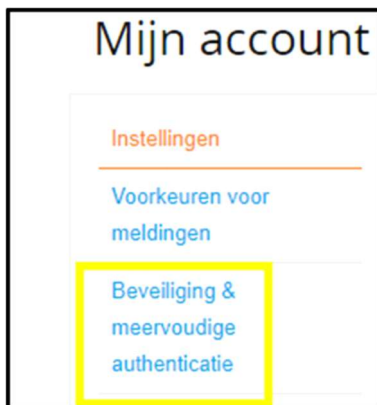 Mijn account
Instellingen
Voorkeuren voor
meldingen
Beveiliging &
meervoudige
authenticatie